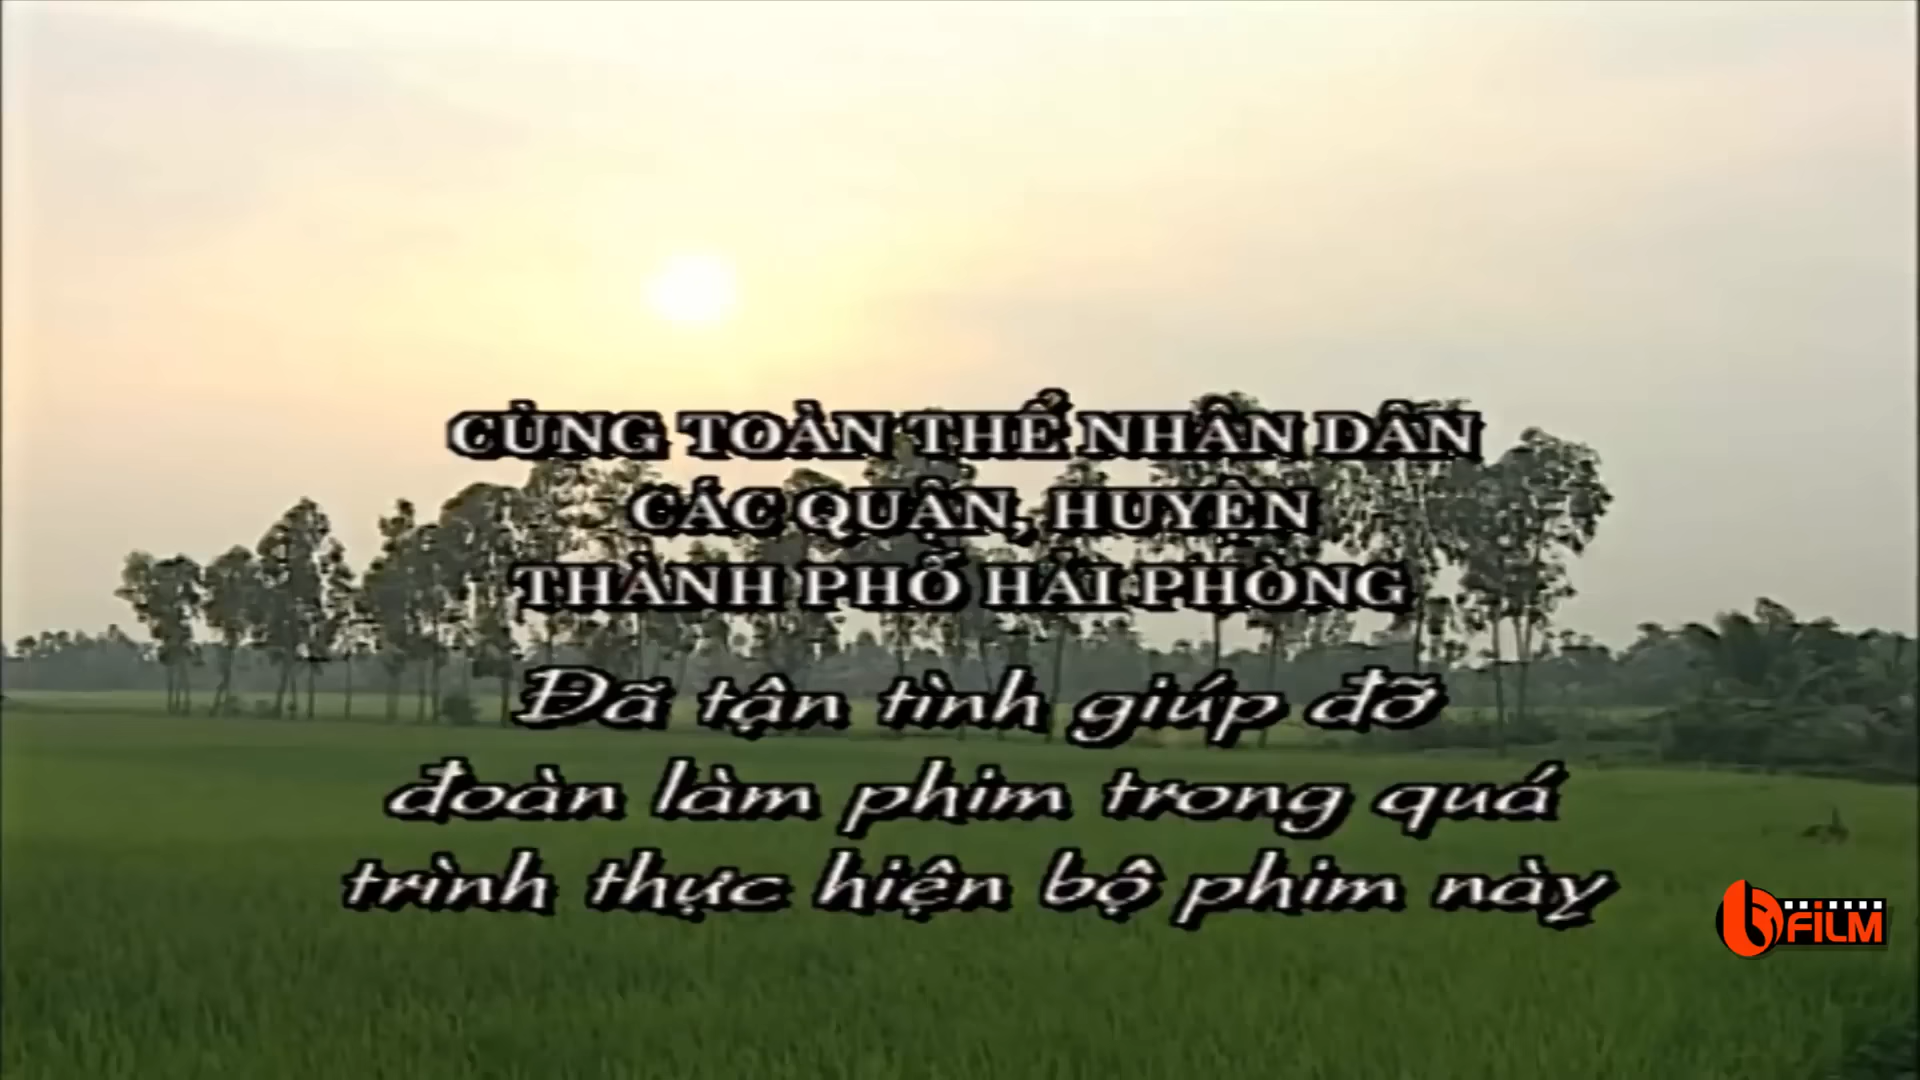 CÙNG TOÀN THỂ NHÂN DÂN
CÁC QUẬN, HUYỆN
THÀNH PHỐ HẢI PHÒNG
Đã tận tình giúp đỡ
đoàn làm phim trong quá
trình thực hiện bộ phim này
FILM